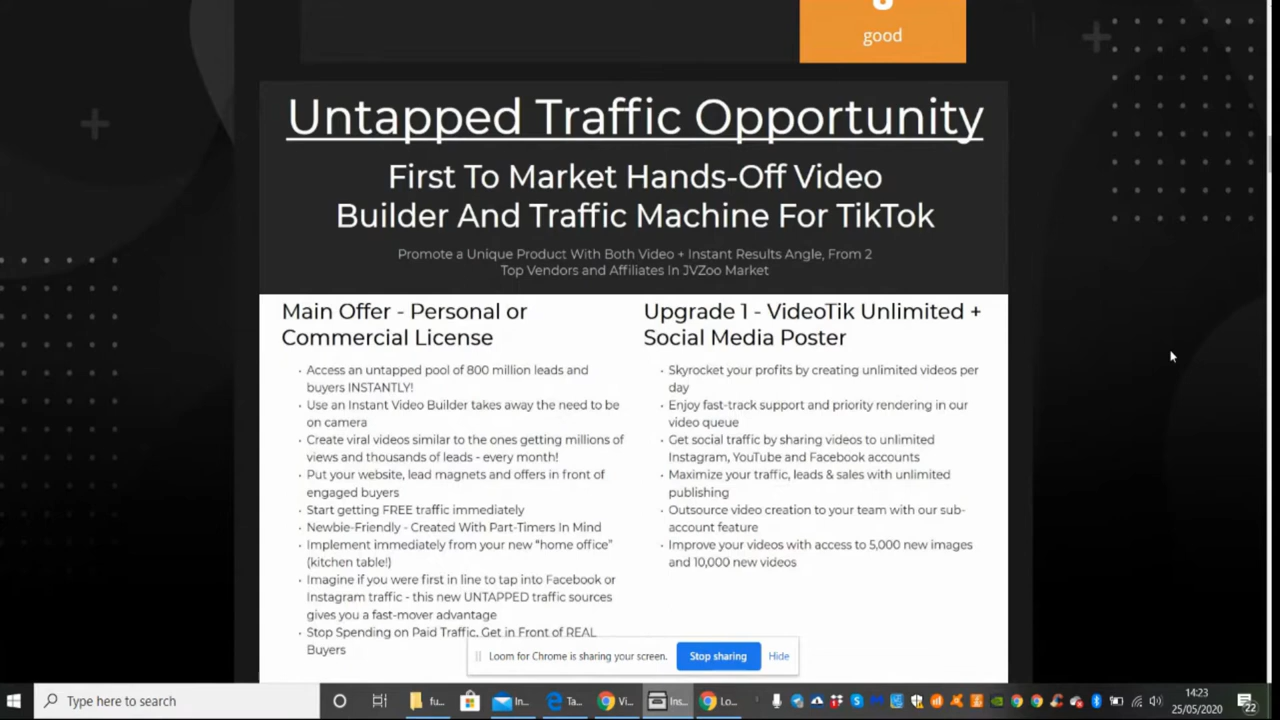 good
Untapped Traffic Opportunity
First To Market Hands-Off Video
Builder And Traffic Machine For TikTok
Promote a Unique Product With Both Video + Instant Results Angle, From 2
Top Vendors and Affiliates In JVZoo Market
Main Offer - Personal or
Commercial License
· Access an untapped pool of 800 million leads and
buyers INSTANTLY!
· Use an Instant Video Builder takes away the need to be
on camera
· Create viral videos similar to the ones getting millions of
views and thousands of leads - every month!
· Put your website, lead magnets and offers in front of
engaged buyers
· Start getting FREE traffic immediately
· Newbie-Friendly - Created With Part-Timers In Mind
· Implement immediately from your new “home office”
(kitchen table!)
· Imagine if you were first in line to tap into Facebook or
Instagram traffic - this new UNTAPPED traffic sources
gives you a fast-mover advantage
· Stop Spending on Paid Traffic, Get in Front of REAL
Buyers
Upgrade 1 - VideoTik Unlimited +
Social Media Poster
· Skyrocket your profits by creating unlimited videos per
day
· Enjoy fast-track support and priority rendering in our
video queue
· Get social traffic by sharing videos to unlimited
Instagram, YouTube and Facebook accounts
· Maximize your traffic, leads & sales with unlimited
publishing
· Outsource video creation to your team with our sub-
account feature
· Improve your videos with access to 5,000 new images
and 10,000 new videos
Loom for Chrome is sharing your screen. Stop sharing Hide
Type here to search fu... In... Ta... Vi... Ins... Lo... 14:23
25/05/2020 22